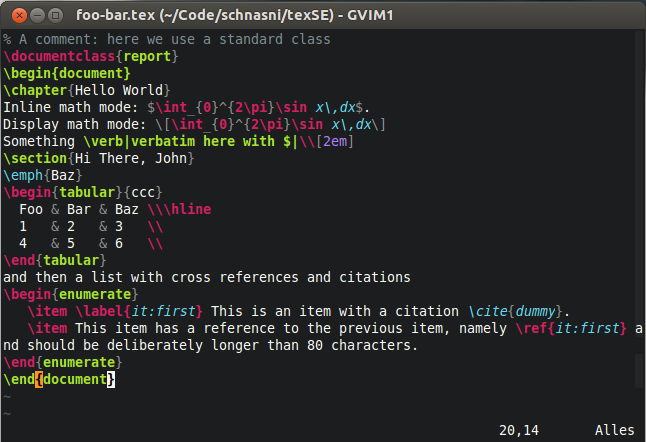 foo-bar.tex (~/Code/schnasni/texSE) - GVIM1
% A comment: here we use a standard class
\documentclass{report}
\begin{document}
\chapter{Hello World}
Inline math mode: $\int_{0}^{2\pi}\sin x\,dx$.
Display math mode: \[\int_{0}^{2\pi}\sin x\,dx\]
Something \verb|verbatim here with $|\\[2em]
\section{Hi There, John}
\emph{Baz}
\begin{tabular}{ccc}
  Foo & Bar & Baz \\\hline
  1   & 2   & 3   \\
  4   & 5   & 6   \\
\end{tabular}
and then a list with cross references and citations
\begin{enumerate}
   \item \label{it:first} This is an item with a citation \cite{dummy}.
   \item This item has a reference to the previous item, namely \ref{it:first} a
nd should be deliberately longer than 80 characters.
\end{enumerate}
\end{document}
~
~
20,14 Alles